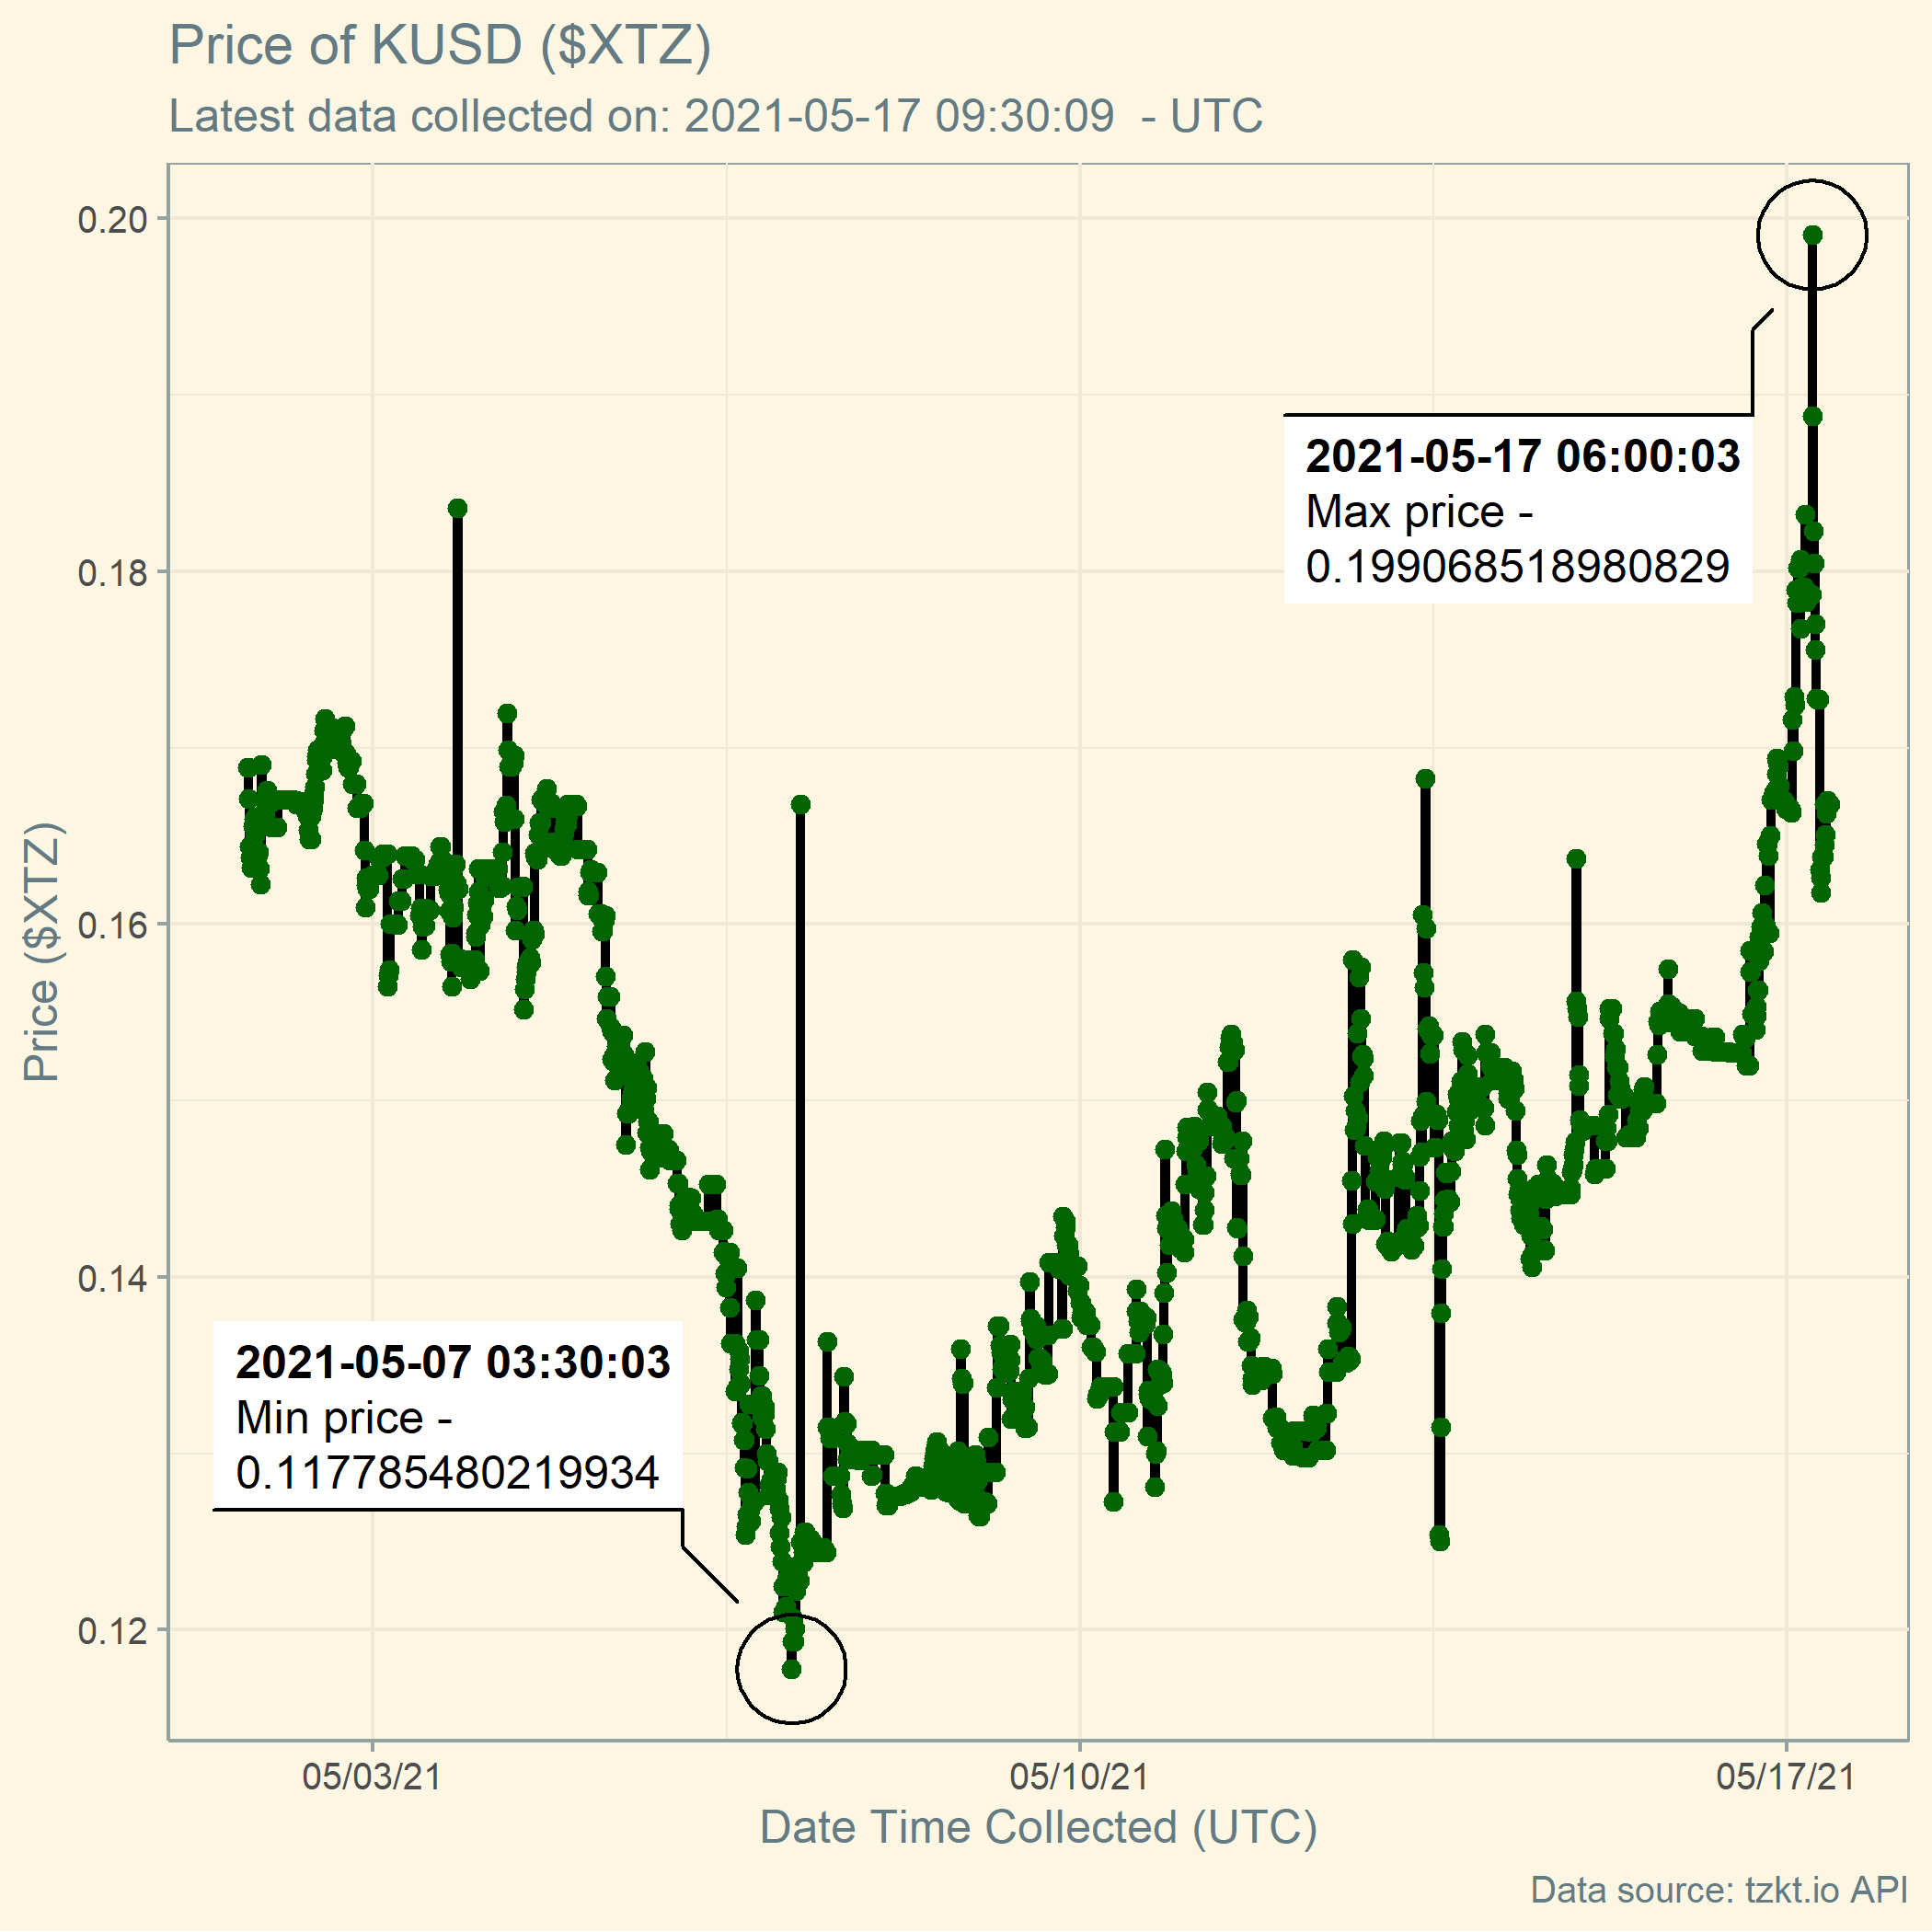 Price of KUSD ($XTZ)
Latest data collected on: 2021-05-17 09:30:09  - UTC
0.20
0.18
0.16
0.14
0.12
Price ($XTZ)
2021-05-17 06:00:03
Max price -
0.199068518980829
2021-05-07 03:30:03
Min price -
0.117785480219934
05/03/21
05/10/21
05/17/21
Date Time Collected (UTC)
Data source: tzkt.io API